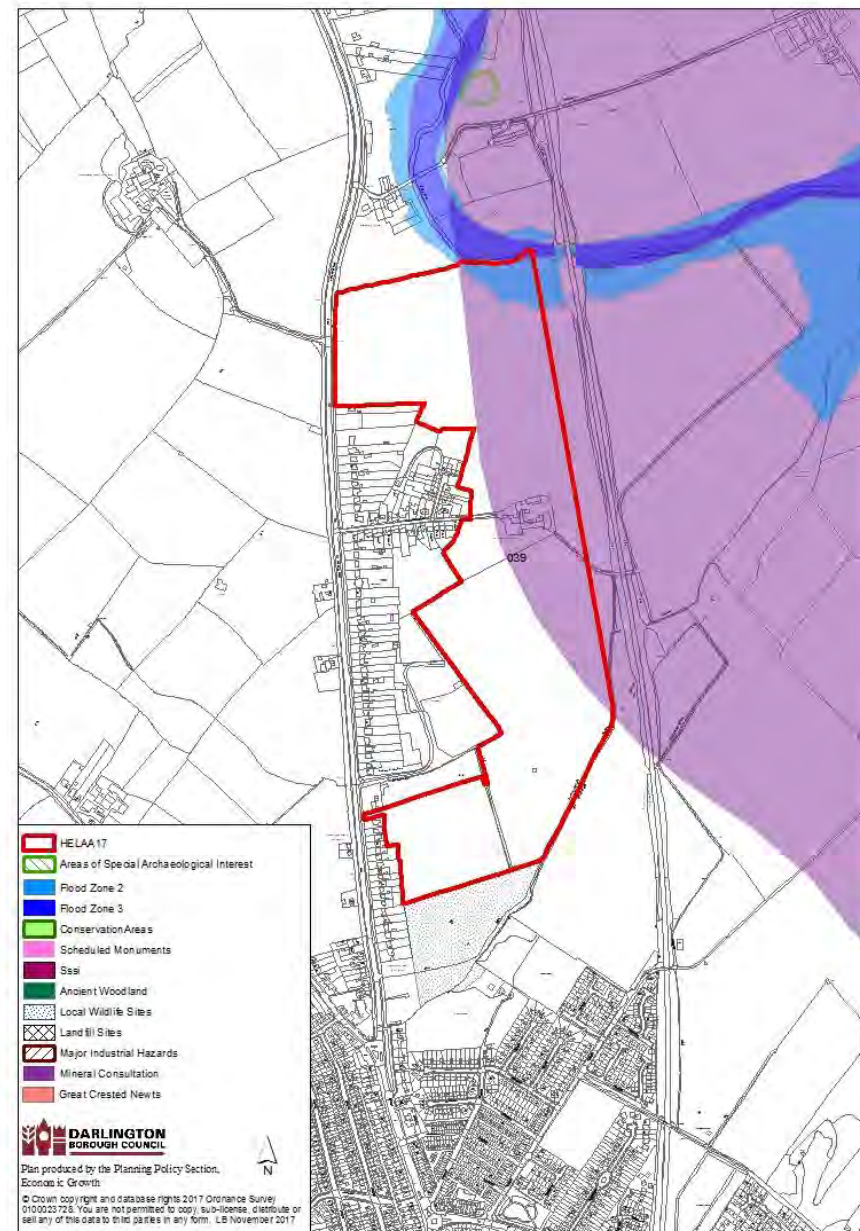 039
HELAA17
Areas of Special Archaeological Interest
Flood Zone 2
Flood Zone 3
Conservation Areas
Scheduled Monuments
Sssi
Ancient Woodland
Local Wildlife Sites
Landfill Sites
Major Industrial Hazards
Mineral Consultation
Great Crested Newts
DARLINGTON
BOROUGH COUNCIL
N
Plan produced by the Planning Policy Section,
Economic Growth
© Crown copyright and database rights 2017 Ordnance Survey
0100023728. You are not permitted to copy, sub-license, distribute or
sell any of this data to third parties in any form. LB November 2017